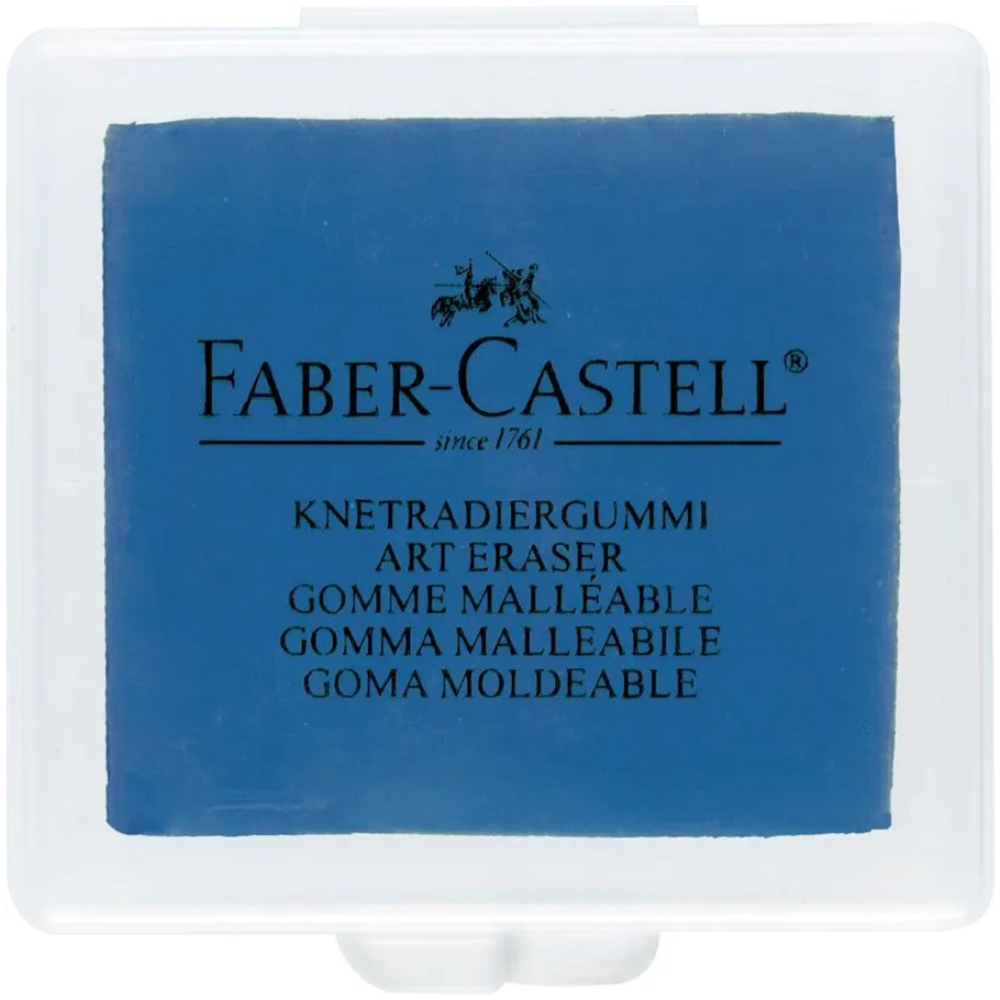 FABER-CASTELL®
since 1761
KNETRADIERGUMMI
ART ERASER
GOMME MALLÉABLE
GOMMA MALLEABILE
GOMA MOLDEABLE